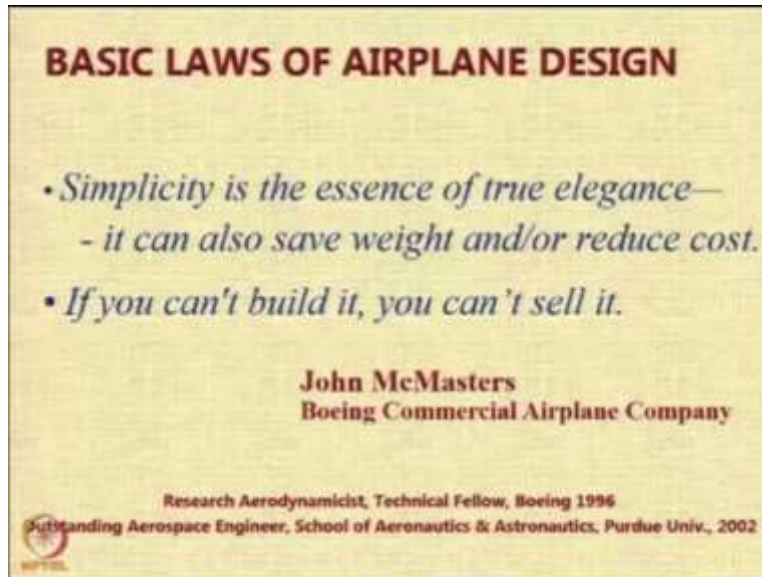 BASIC LAWS OF AIRPLANE DESIGN
• Simplicity is the essence of true elegance—
- it can also save weight and/or reduce cost.
• If you can't build it, you can't sell it.
John McMasters
Boeing Commercial Airplane Company
Research Aerodynamicist, Technical Fellow, Boeing 1996
Outstanding Aerospace Engineer, School of Aeronautics & Astronautics, Purdue Univ., 2002
NPTEL